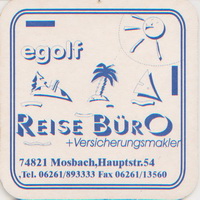 egolf
REISE BÜRO
+Versicherungsmakler
74821 Mosbach,Hauptstr.54
,Tel. 06261/893333 Fax 06261/13560